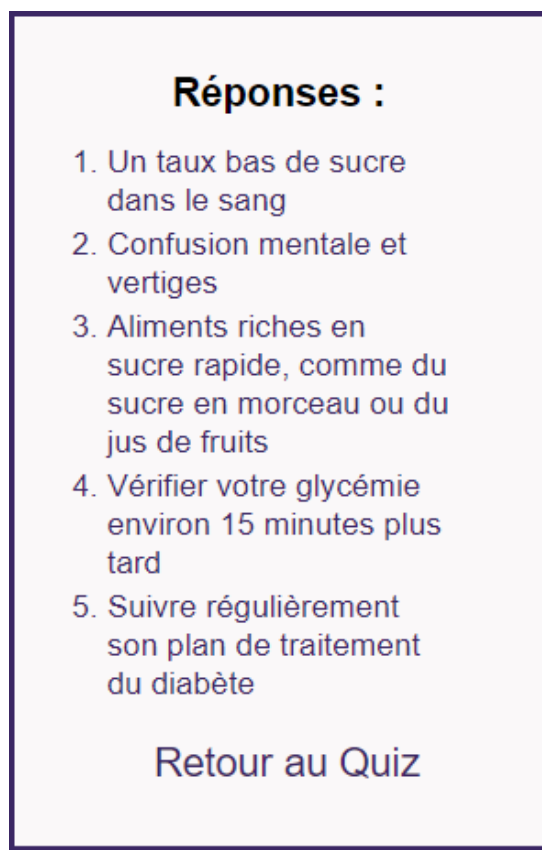 Réponses :
1. Un taux bas de sucre
dans le sang
2. Confusion mentale et
vertiges
3. Aliments riches en
sucre rapide, comme du
sucre en morceau ou du
jus de fruits
4. Vérifier votre glycémie
environ 15 minutes plus
tard
5. Suivre régulièrement
son plan de traitement
du diabète
Retour au Quiz